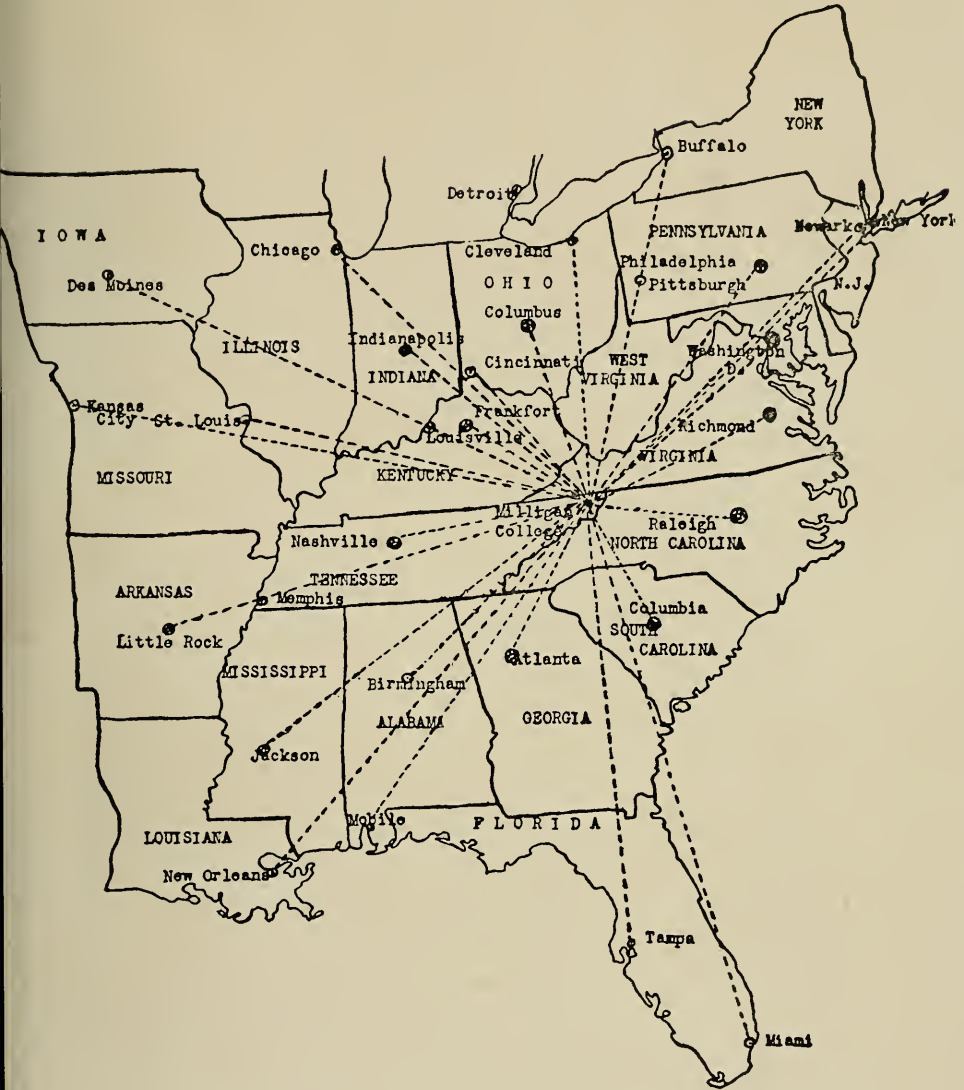 NEW
YORK
Buffalo
Detroit
IOWA
Chicago
Cleveland
PENNSYLVANIA
Newark
New York
Des Moines
OHIO
Philadelphia
Pittsburgh
N.J.
Columbus
ILLINOIS
Indianapolis
Washington
D. C.
INDIANA
Cincinnati
WEST
VIRGINIA
Kansas
City
St. Louis
Frankfort
Louisville
Richmond
MISSOURI
KENTUCKY
VIRGINIA
Milligan
College
Raleigh
Nashville
NORTH CAROLINA
ARKANSAS
TENNESSEE
Memphis
Columbia
Little Rock
SOUTH
CAROLINA
Atlanta
MISSISSIPPI
Birmingham
ALABAMA
GEORGIA
Jackson
Mobile
FLORIDA
LOUISIANA
New Orleans
Tampa
Miami